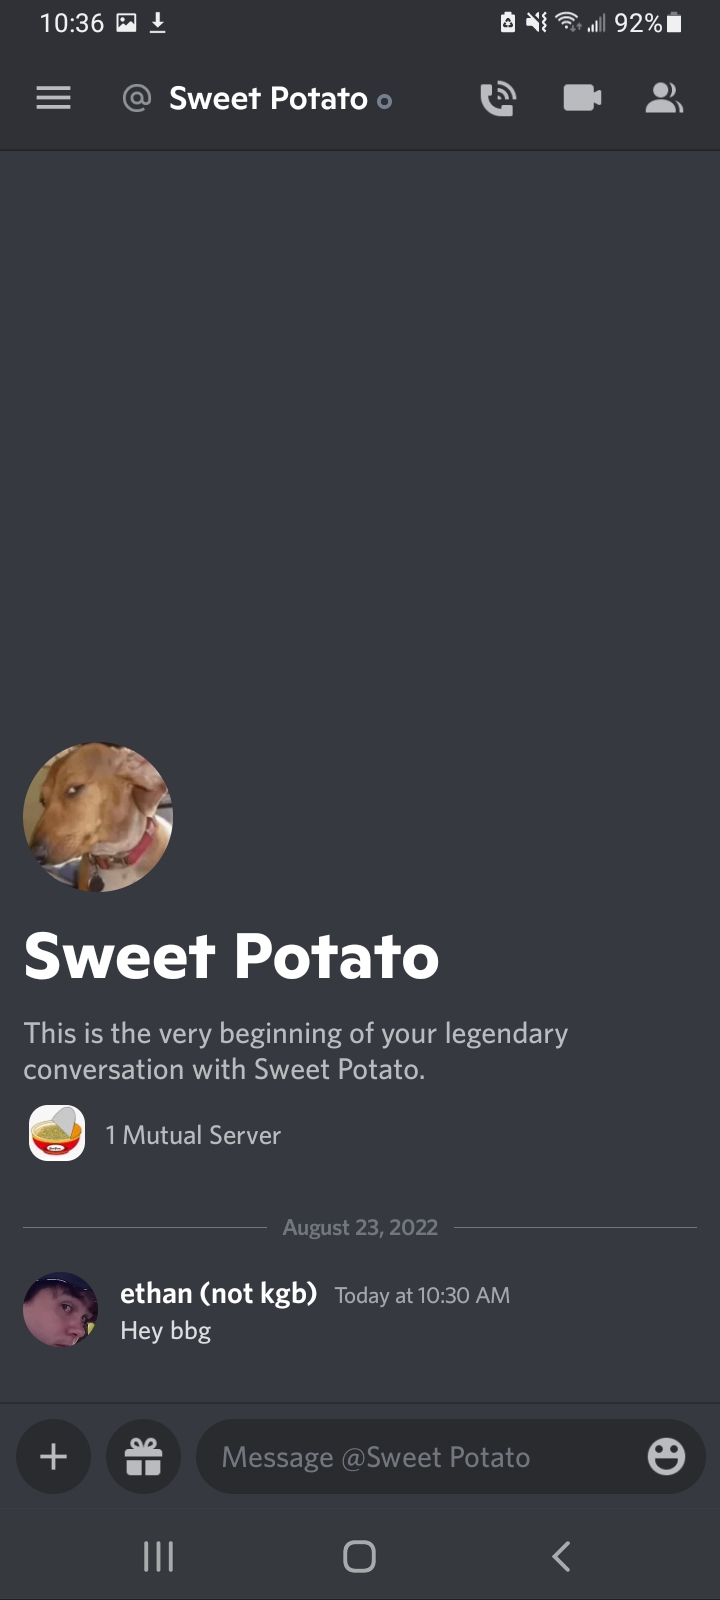 10:36 92%
@ Sweet Potato
Sweet Potato
This is the very beginning of your legendary
conversation with Sweet Potato.
1 Mutual Server
August 23, 2022
ethan (not kgb) Today at 10:30 AM
Hey bbg
Message @Sweet Potato